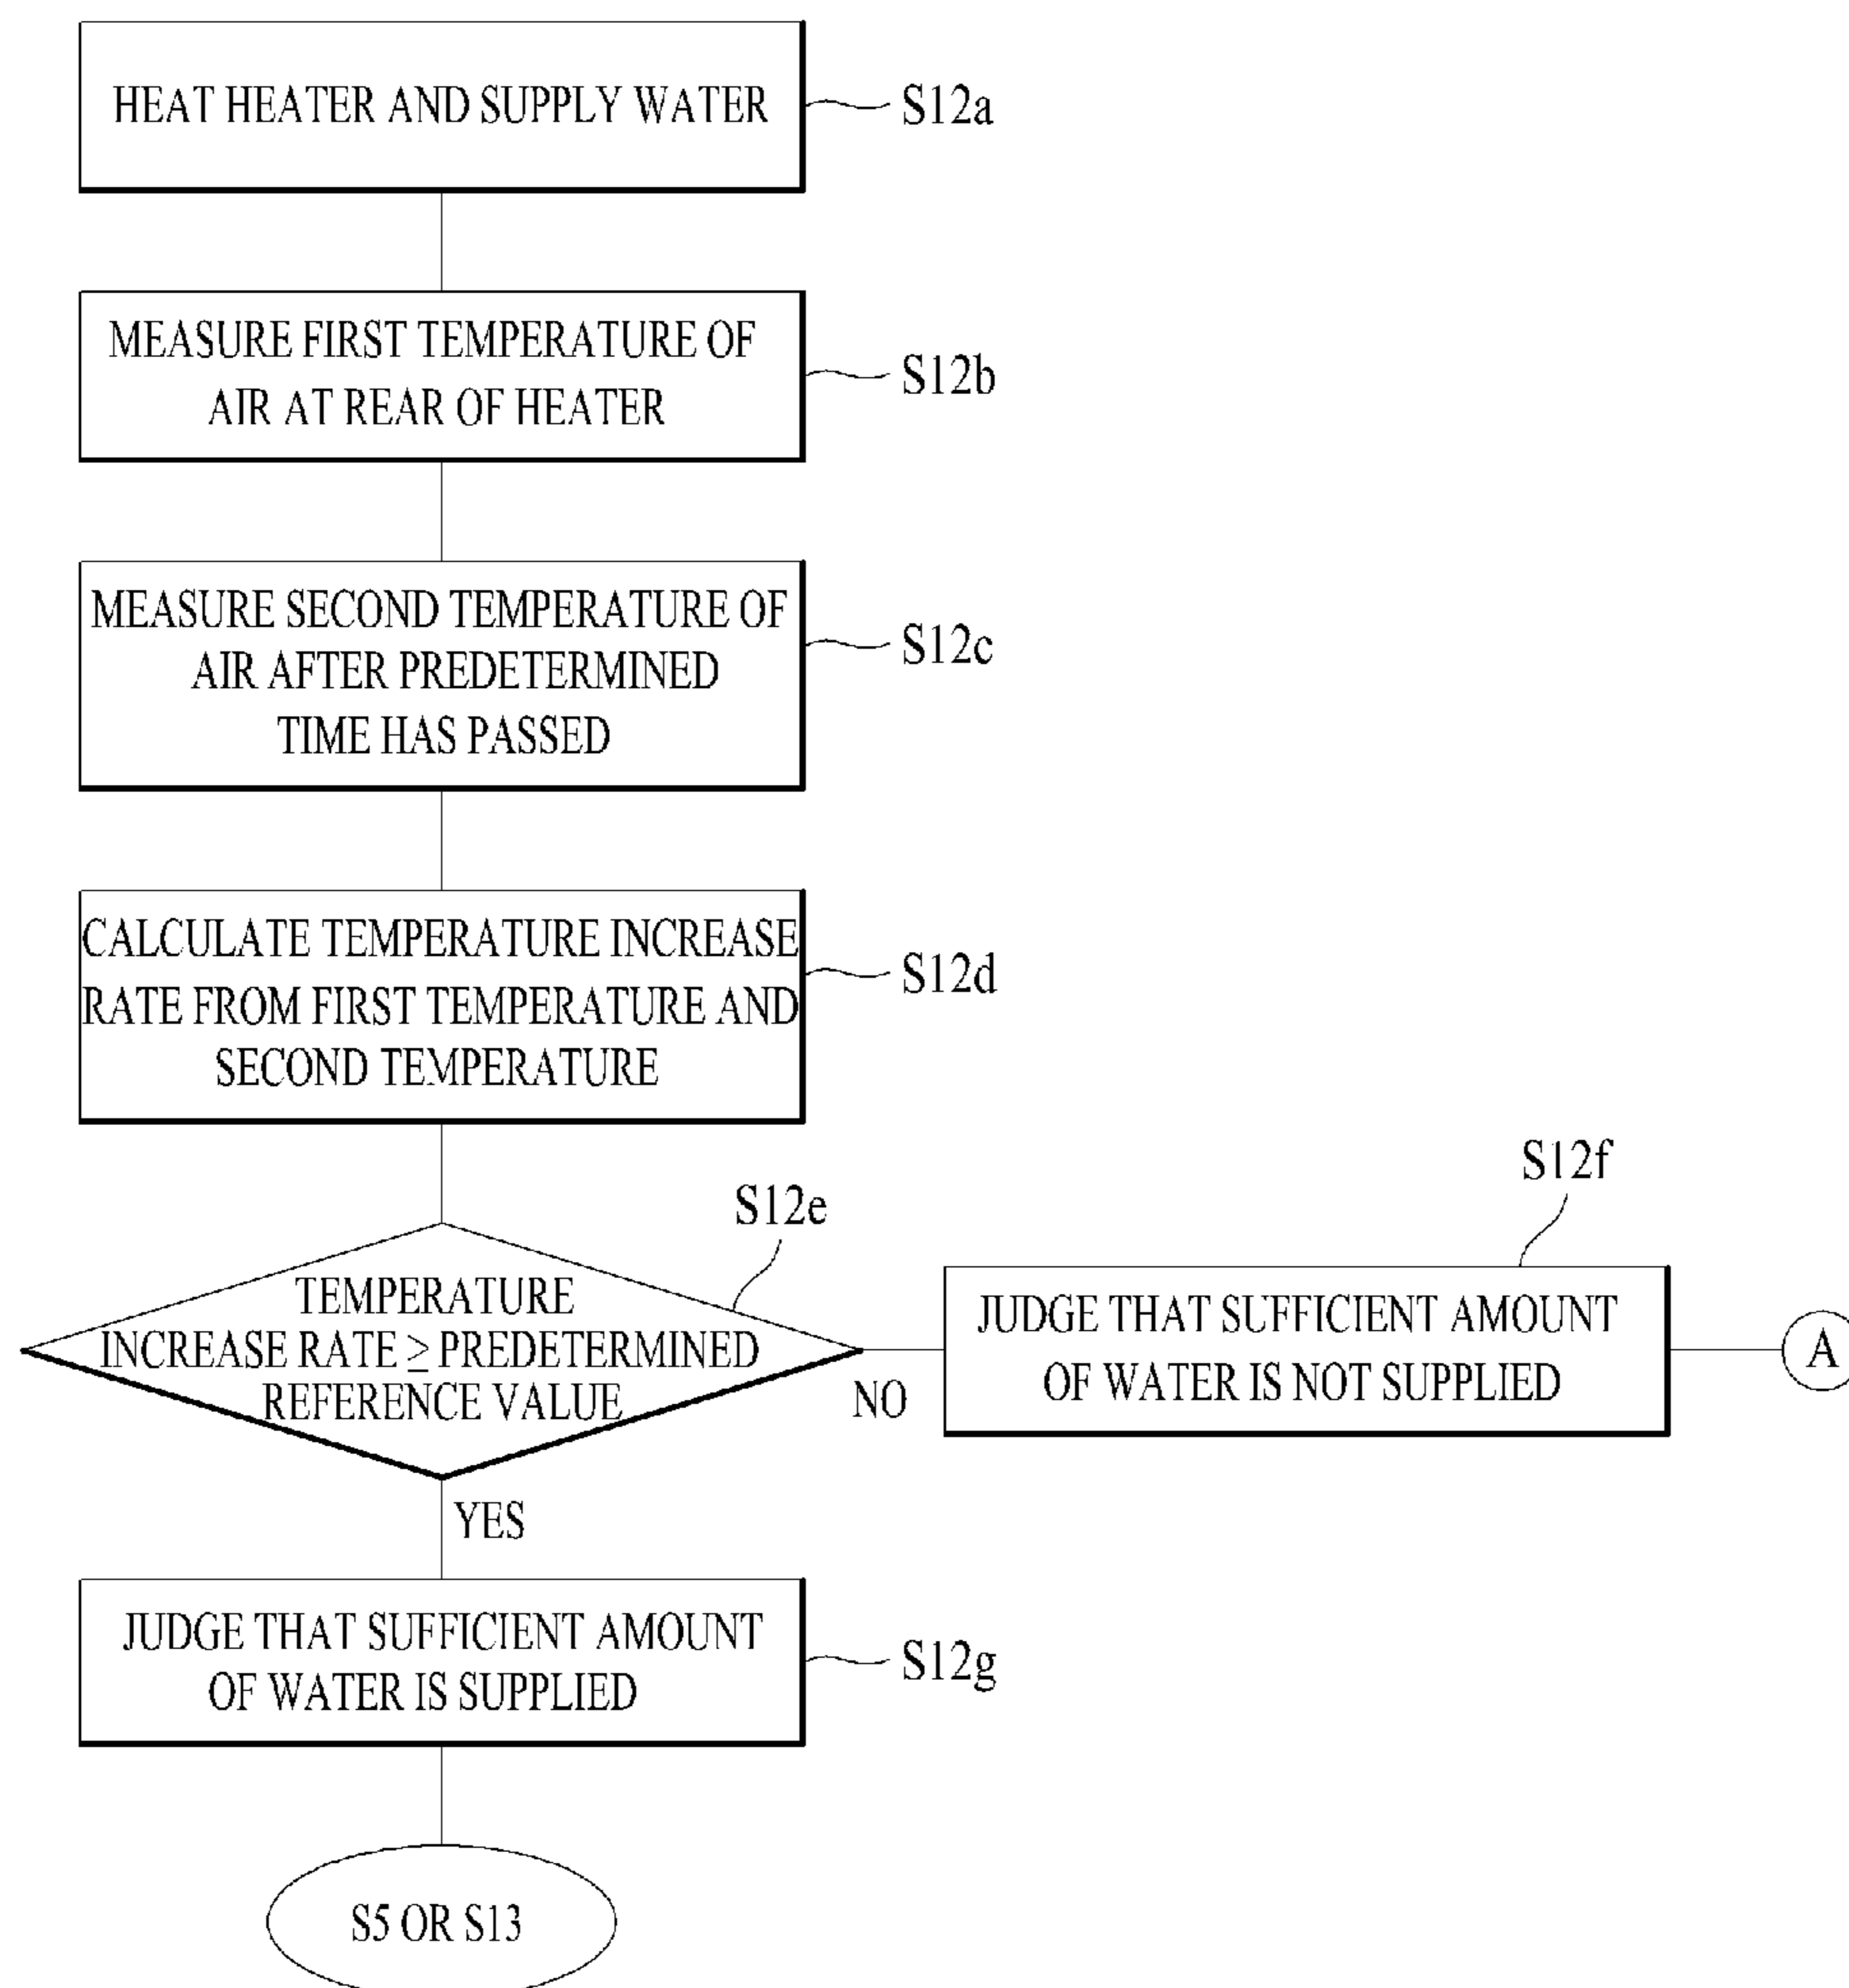 HEAT HEATER AND SUPPLY WATER
S12a
MEASURE FIRST TEMPERATURE OF
AIR AT REAR OF HEATER
S12b
MEASURE SECOND TEMPERATURE OF
AIR AFTER PREDETERMINED
TIME HAS PASSED
S12c
CALCULATE TEMPERATURE INCREASE
RATE FROM FIRST TEMPERATURE AND
SECOND TEMPERATURE
S12d
TEMPERATURE
INCREASE RATE ≥ PREDETERMINED
REFERENCE VALUE
S12e
NO
S12f
JUDGE THAT SUFFICIENT AMOUNT
OF WATER IS NOT SUPPLIED
A
YES
JUDGE THAT SUFFICIENT AMOUNT
OF WATER IS SUPPLIED
S12g
S5 OR S13